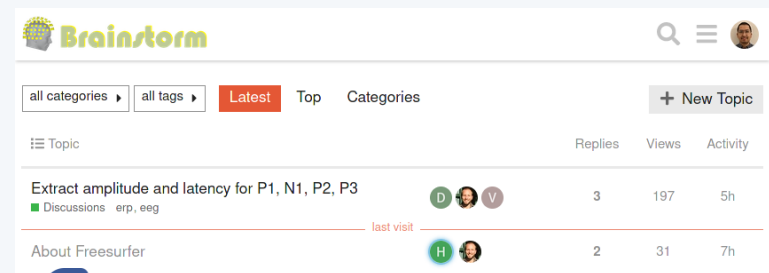 Brainstorm
all categories all tags Latest Top Categories + New Topic
Topic Replies Views Activity
Extract amplitude and latency for P1, N1, P2, P3 D V 3 197 5h
Discussions erp, eeg
last visit
About Freesurfer H 2 31 7h